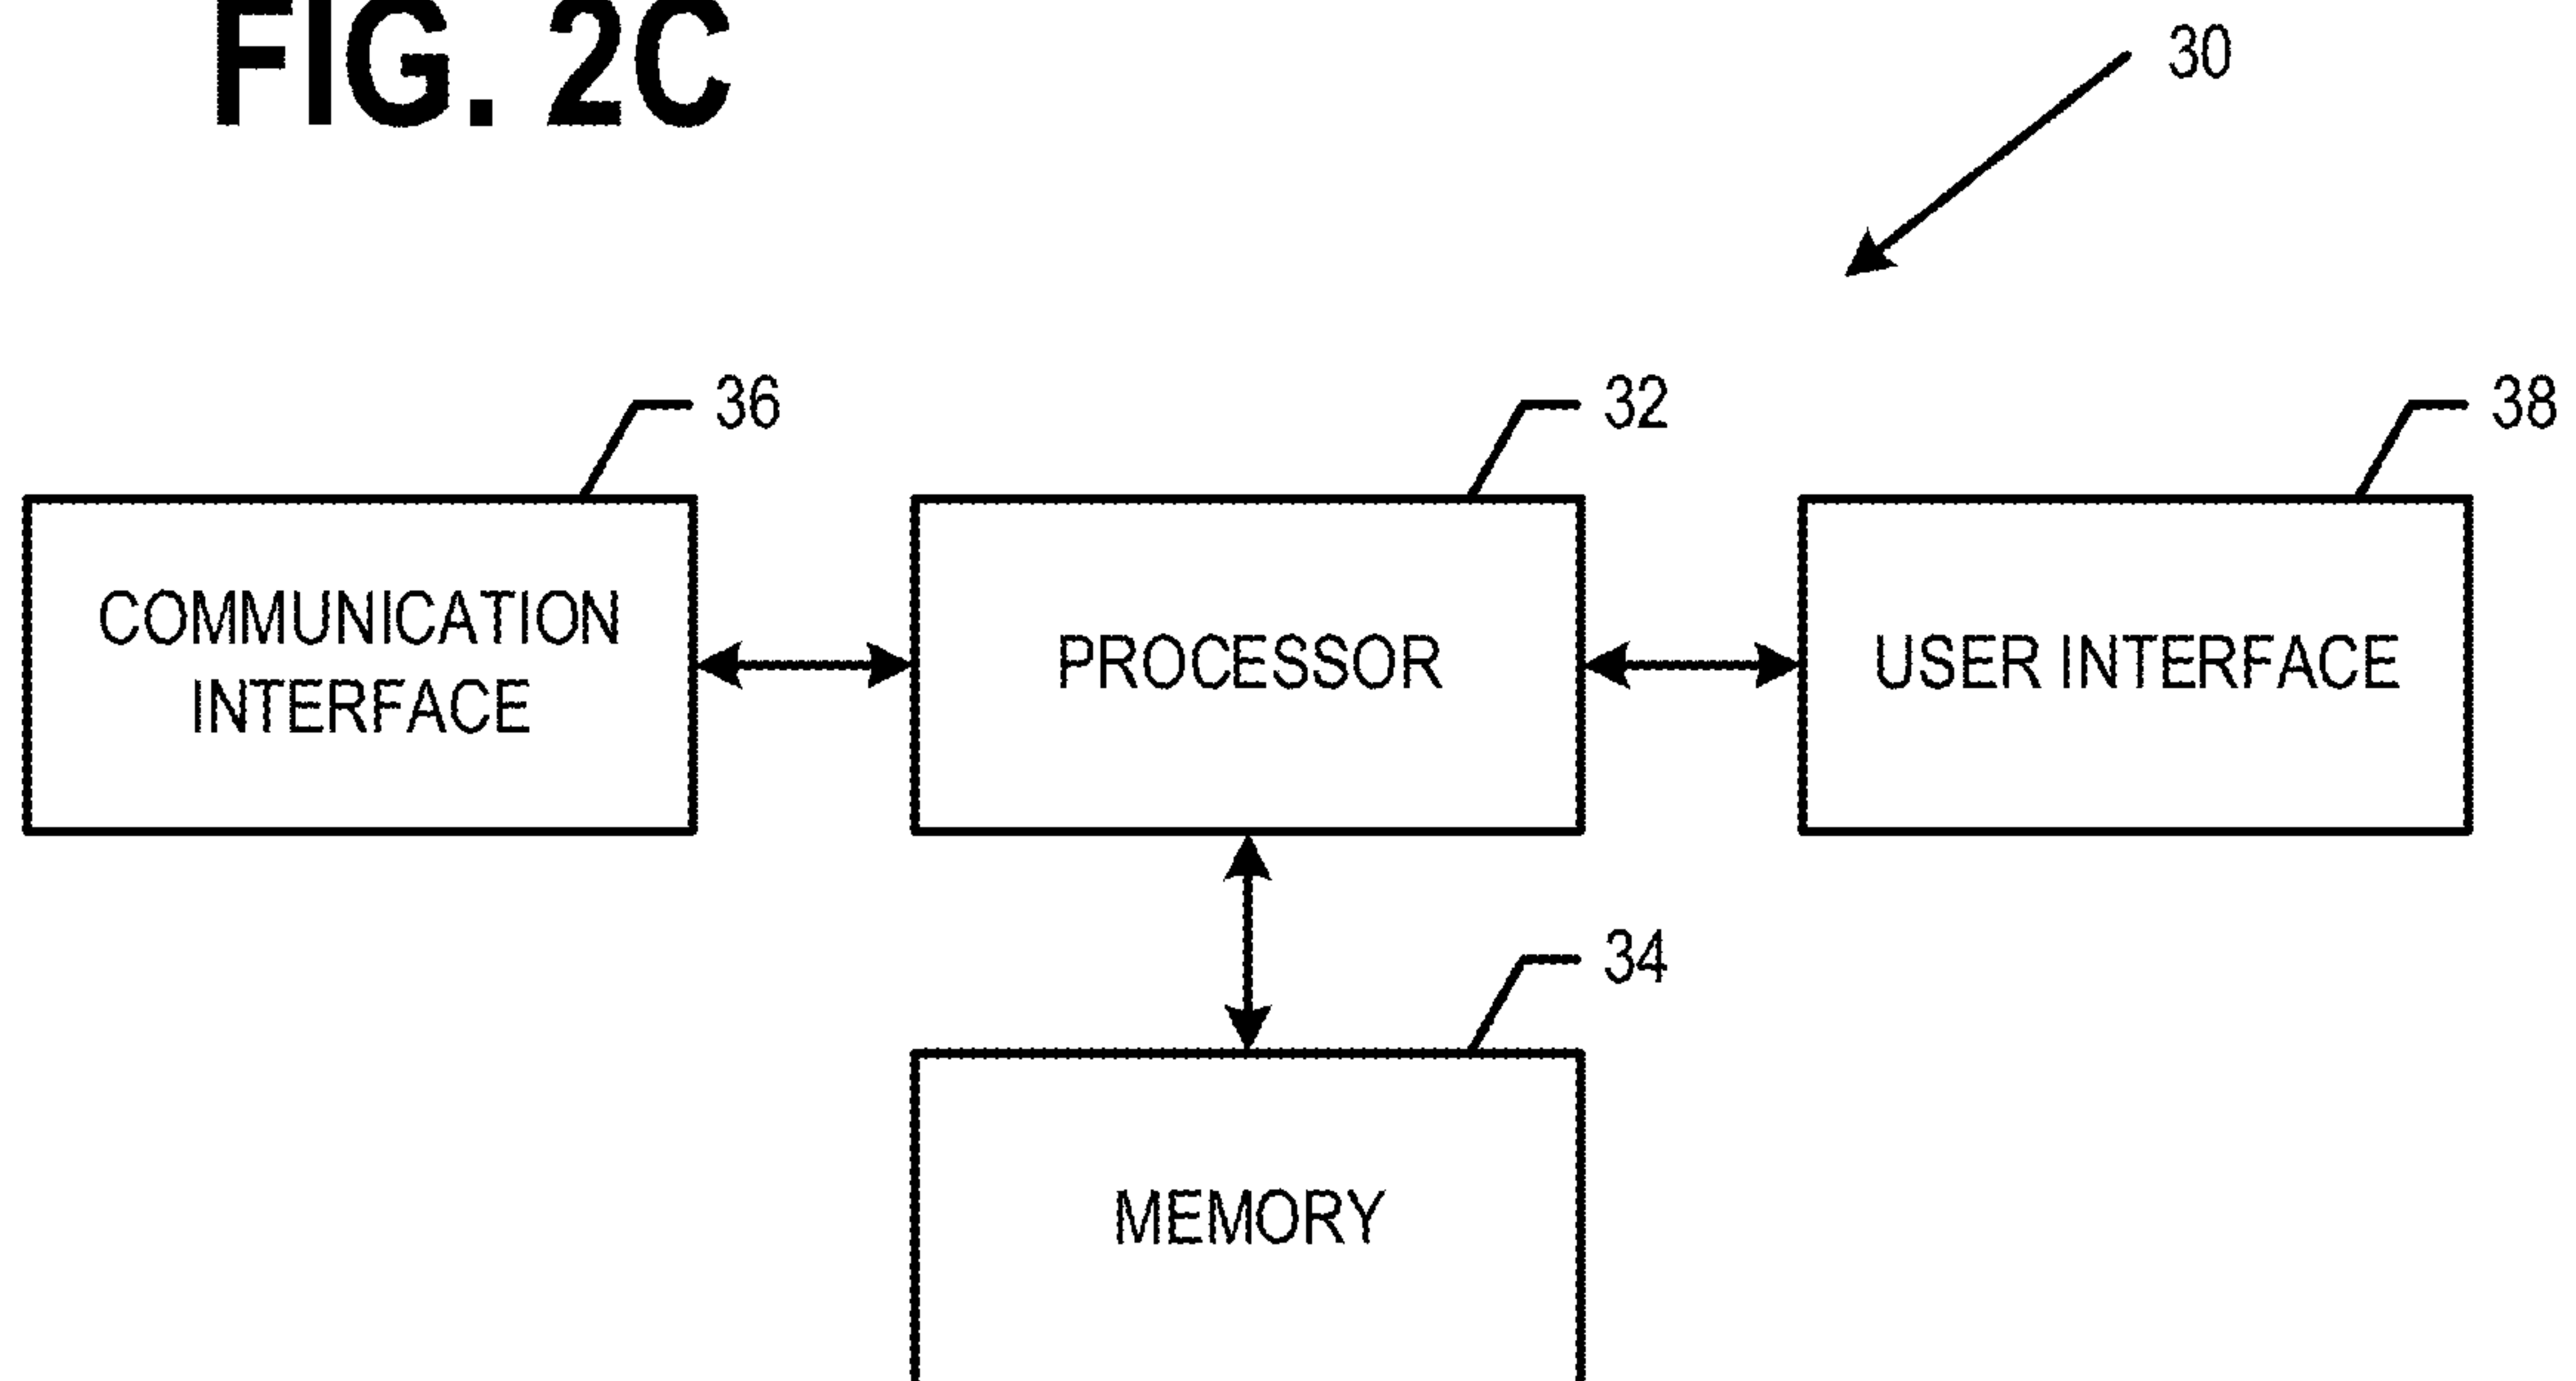 FIG. 2C
30
36
32
38
COMMUNICATION
INTERFACE
PROCESSOR
USER INTERFACE
34
MEMORY